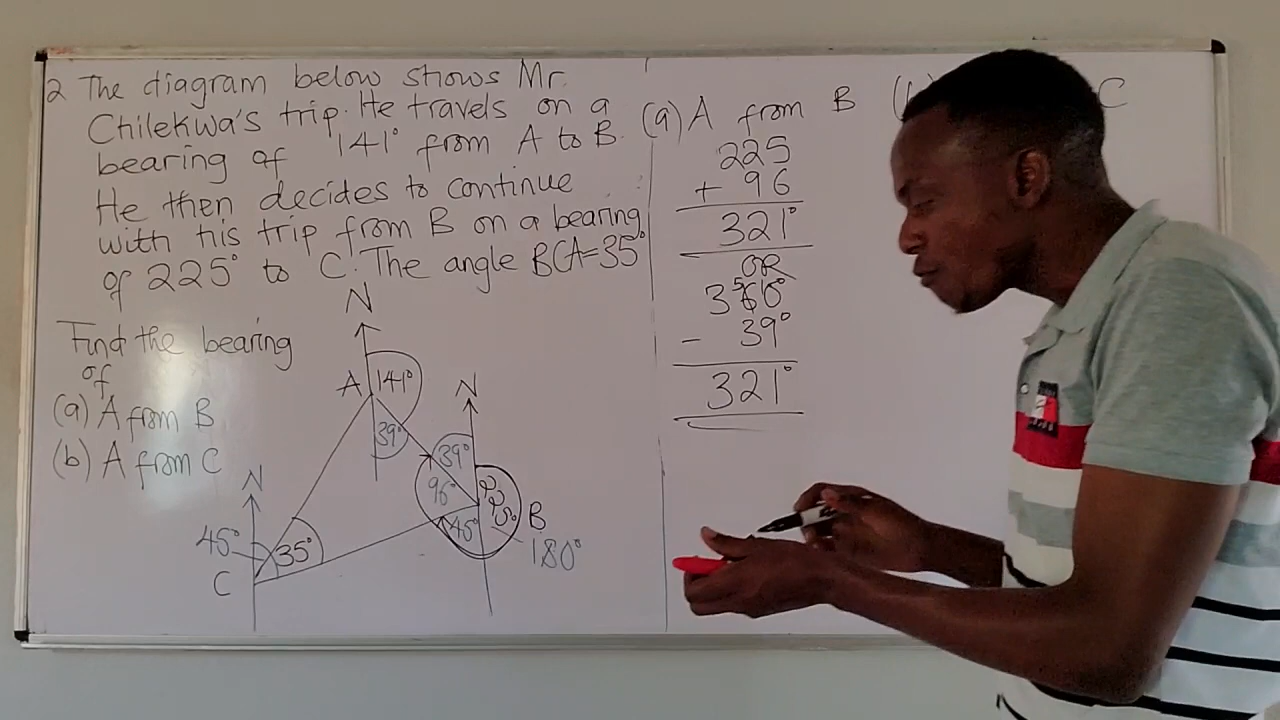 2 The diagram below shows Mr.
Chilekwa's trip. He travels on a
bearing of 141° from A to B.
He then decides to continue
with his trip from B on a bearing
of 225° to C. The angle BCA=35°
Find the bearing
of
(a) A from B
(b) A from C
N
A 141°
39°
N
39°
96°
225°
45°
B
180°
N
45°
35°
C
(a) A from B
225
+ 96
321°
OR
360°
5
- 39°
321°
C